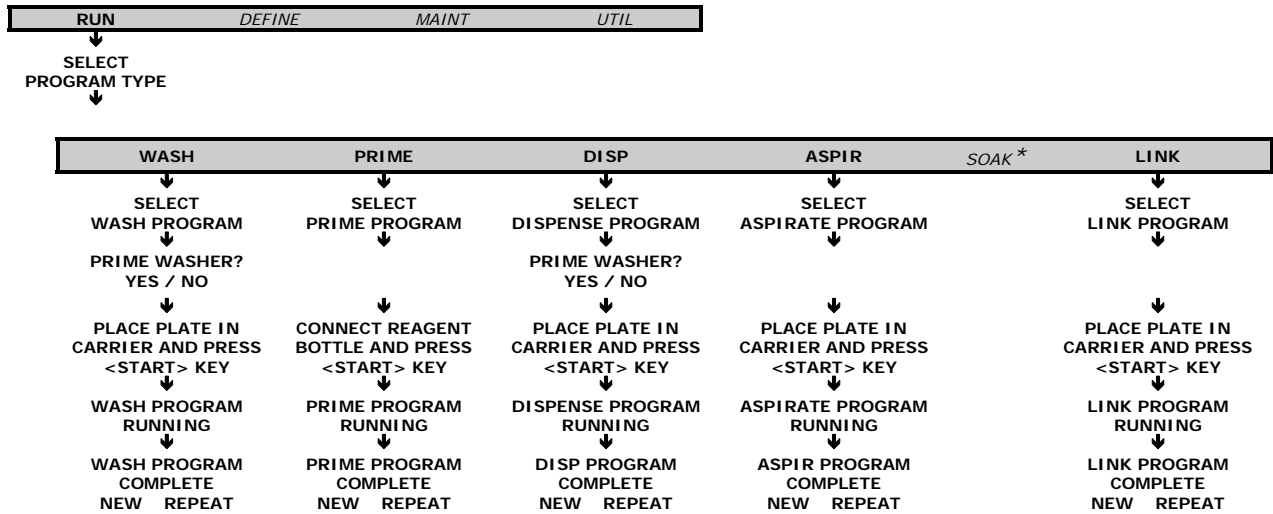 RUN DEFINE MAINT UTIL
SELECT
PROGRAM TYPE
WASH PRIME DISP ASPIR SOAK* LINK
SELECT SELECT SELECT SELECT SELECT
WASH PROGRAM PRIME PROGRAM DISPENSE PROGRAM ASPIRATE PROGRAM LINK PROGRAM
PRIME WASHER? PRIME WASHER?
YES / NO YES / NO
PLACE PLATE IN CONNECT REAGENT PLACE PLATE IN PLACE PLATE IN PLACE PLATE IN
CARRIER AND PRESS BOTTLE AND PRESS CARRIER AND PRESS CARRIER AND PRESS CARRIER AND PRESS
<START> KEY <START> KEY <START> KEY <START> KEY <START> KEY
WASH PROGRAM PRIME PROGRAM DISPENSE PROGRAM ASPIRATE PROGRAM LINK PROGRAM
RUNNING RUNNING RUNNING RUNNING RUNNING
WASH PROGRAM PRIME PROGRAM DISP PROGRAM ASPIR PROGRAM LINK PROGRAM
COMPLETE COMPLETE COMPLETE COMPLETE COMPLETE
NEW REPEAT NEW REPEAT NEW REPEAT NEW REPEAT NEW REPEAT